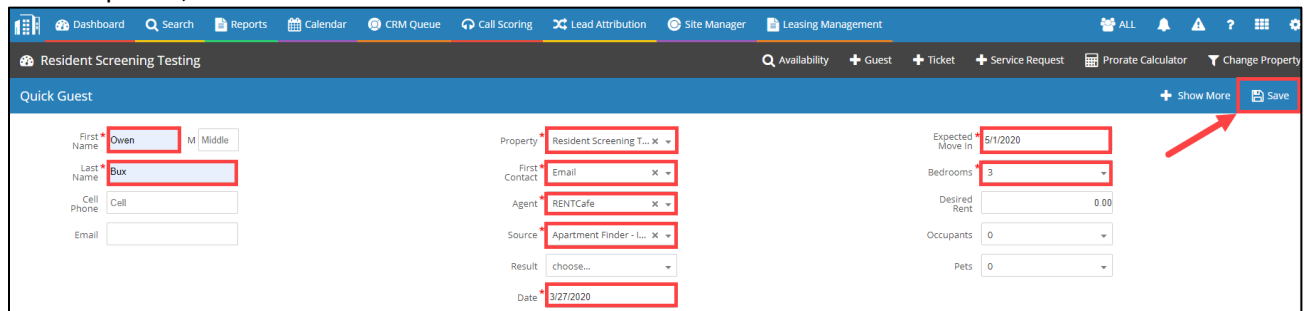 Dashboard Search Reports Calendar CRM Queue Call Scoring Lead Attribution Site Manager Leasing Management ALL ?
Resident Screening Testing Availability Guest Ticket Service Request Prorate Calculator Change Property
Quick Guest Show More Save
First Name * Owen M Middle
Last Name * Bux
Cell Phone Cell
Email
Property * Resident Screening T... ×
First Contact * Email ×
Agent * RENTCafe ×
Source * Apartment Finder - I... ×
Result choose...
Date * 3/27/2020
Expected Move In * 5/1/2020
Bedrooms * 3
Desired Rent 0.00
Occupants 0
Pets 0